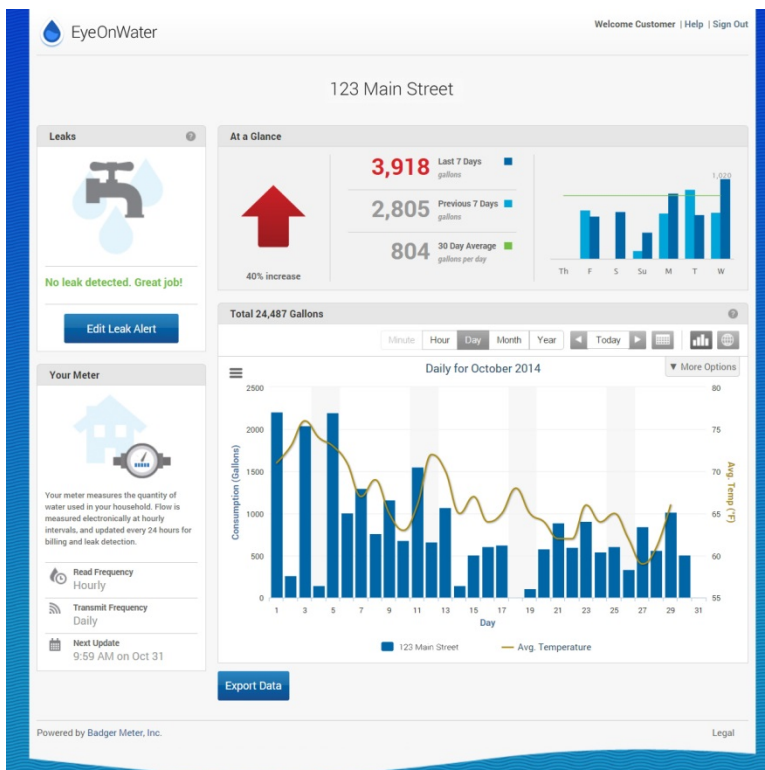 EyeOnWater
Welcome Customer | Help | Sign Out
123 Main Street
Leaks
No leak detected. Great job!
Edit Leak Alert
At a Glance
40% increase
3,918 Last 7 Days
gallons
2,805 Previous 7 Days
gallons
804 30 Day Average
gallons per day
1,020
Th F S Su M T W
Your Meter
Your meter measures the quantity of
water used in your household. Flow is
measured electronically at hourly
intervals, and updated every 24 hours for
billing and leak detection.
Read Frequency
Hourly
Transmit Frequency
Daily
Next Update
9:59 AM on Oct 31
Total 24,487 Gallons
Minute Hour Day Month Year Today
▼ More Options
Daily for October 2014
Consumption (Gallons)
2500
2000
1500
1000
500
0
80
75
70
65
60
55
Avg. Temp (°F)
1 3 5 7 9 11 13 15 17 19 21 23 25 27 29 31
Day
123 Main Street Avg. Temperature
Export Data
Powered by Badger Meter, Inc.
Legal